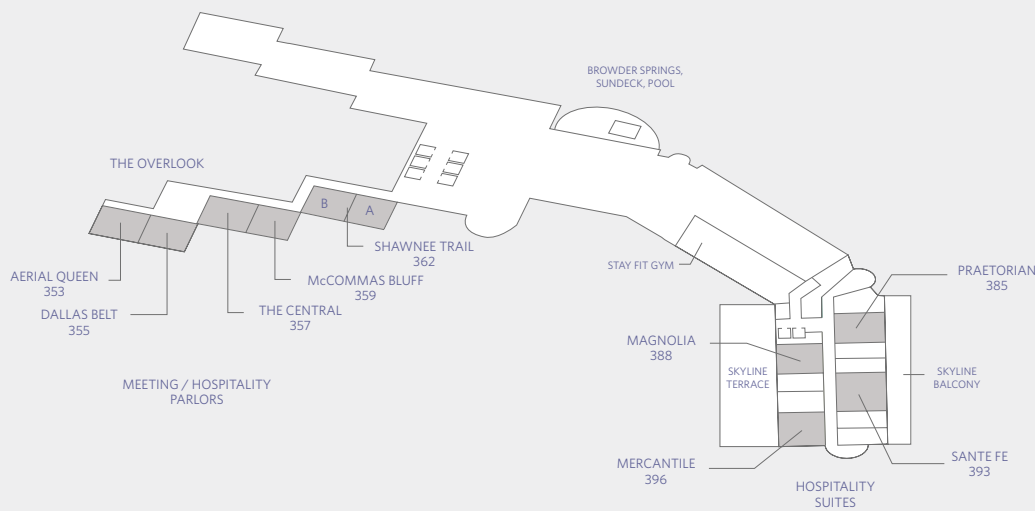 BROWDER SPRINGS,
SUNDECK, POOL
THE OVERLOOK
B
A
SHAWNEE TRAIL
362
STAY FIT GYM
AERIAL QUEEN
353
McCOMMAS BLUFF
359
PRAETORIAN
385
DALLAS BELT
355
THE CENTRAL
357
MAGNOLIA
388
SKYLINE
TERRACE
SKYLINE
BALCONY
MEETING / HOSPITALITY
PARLORS
MERCANTILE
396
SANTE FE
393
HOSPITALITY
SUITES